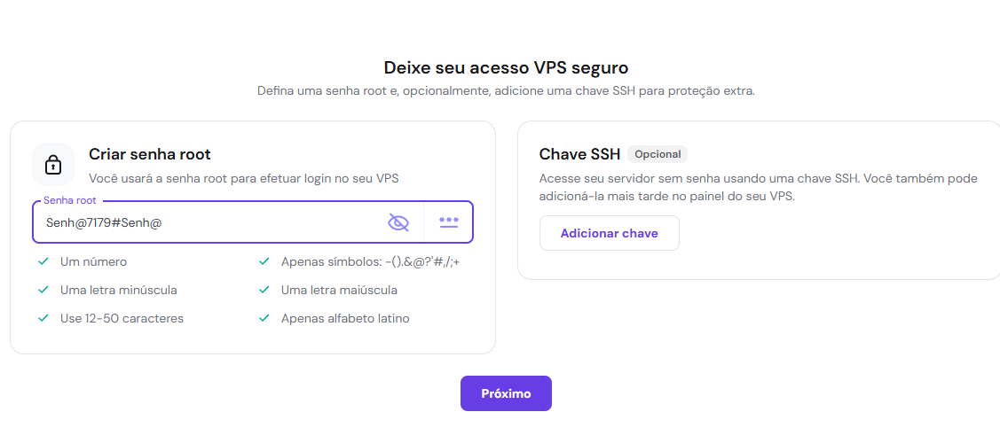 Deixe seu acesso VPS seguro
Defina uma senha root e, opcionalmente, adicione uma chave SSH para proteção extra.
Criar senha root
Você usará a senha root para efetuar login no seu VPS
Senha root
Senh@7179#Senh@
Um número
Apenas símbolos: -().&@?'#,/;+
Uma letra minúscula
Uma letra maiúscula
Use 12-50 caracteres
Apenas alfabeto latino
Chave SSH Opcional
Acesse seu servidor sem senha usando uma chave SSH. Você também pode
adicioná-la mais tarde no painel do seu VPS.
Adicionar chave
Próximo